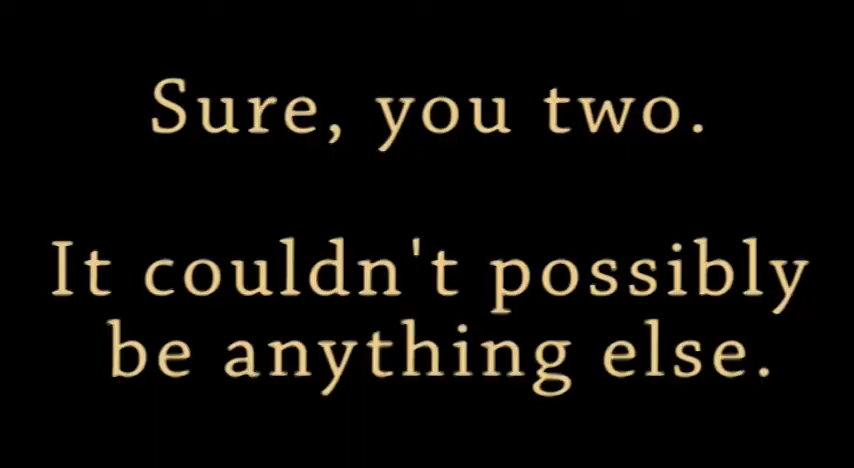 Sure, you two.
It couldn't possibly
be anything else.